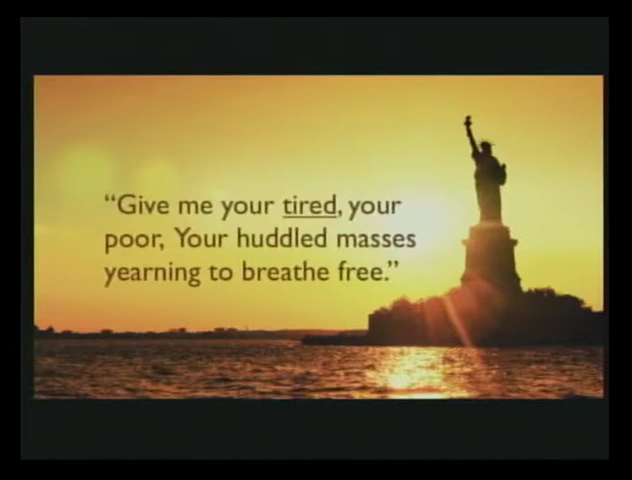 “Give me your tired, your
poor, Your huddled masses
yearning to breathe free.”